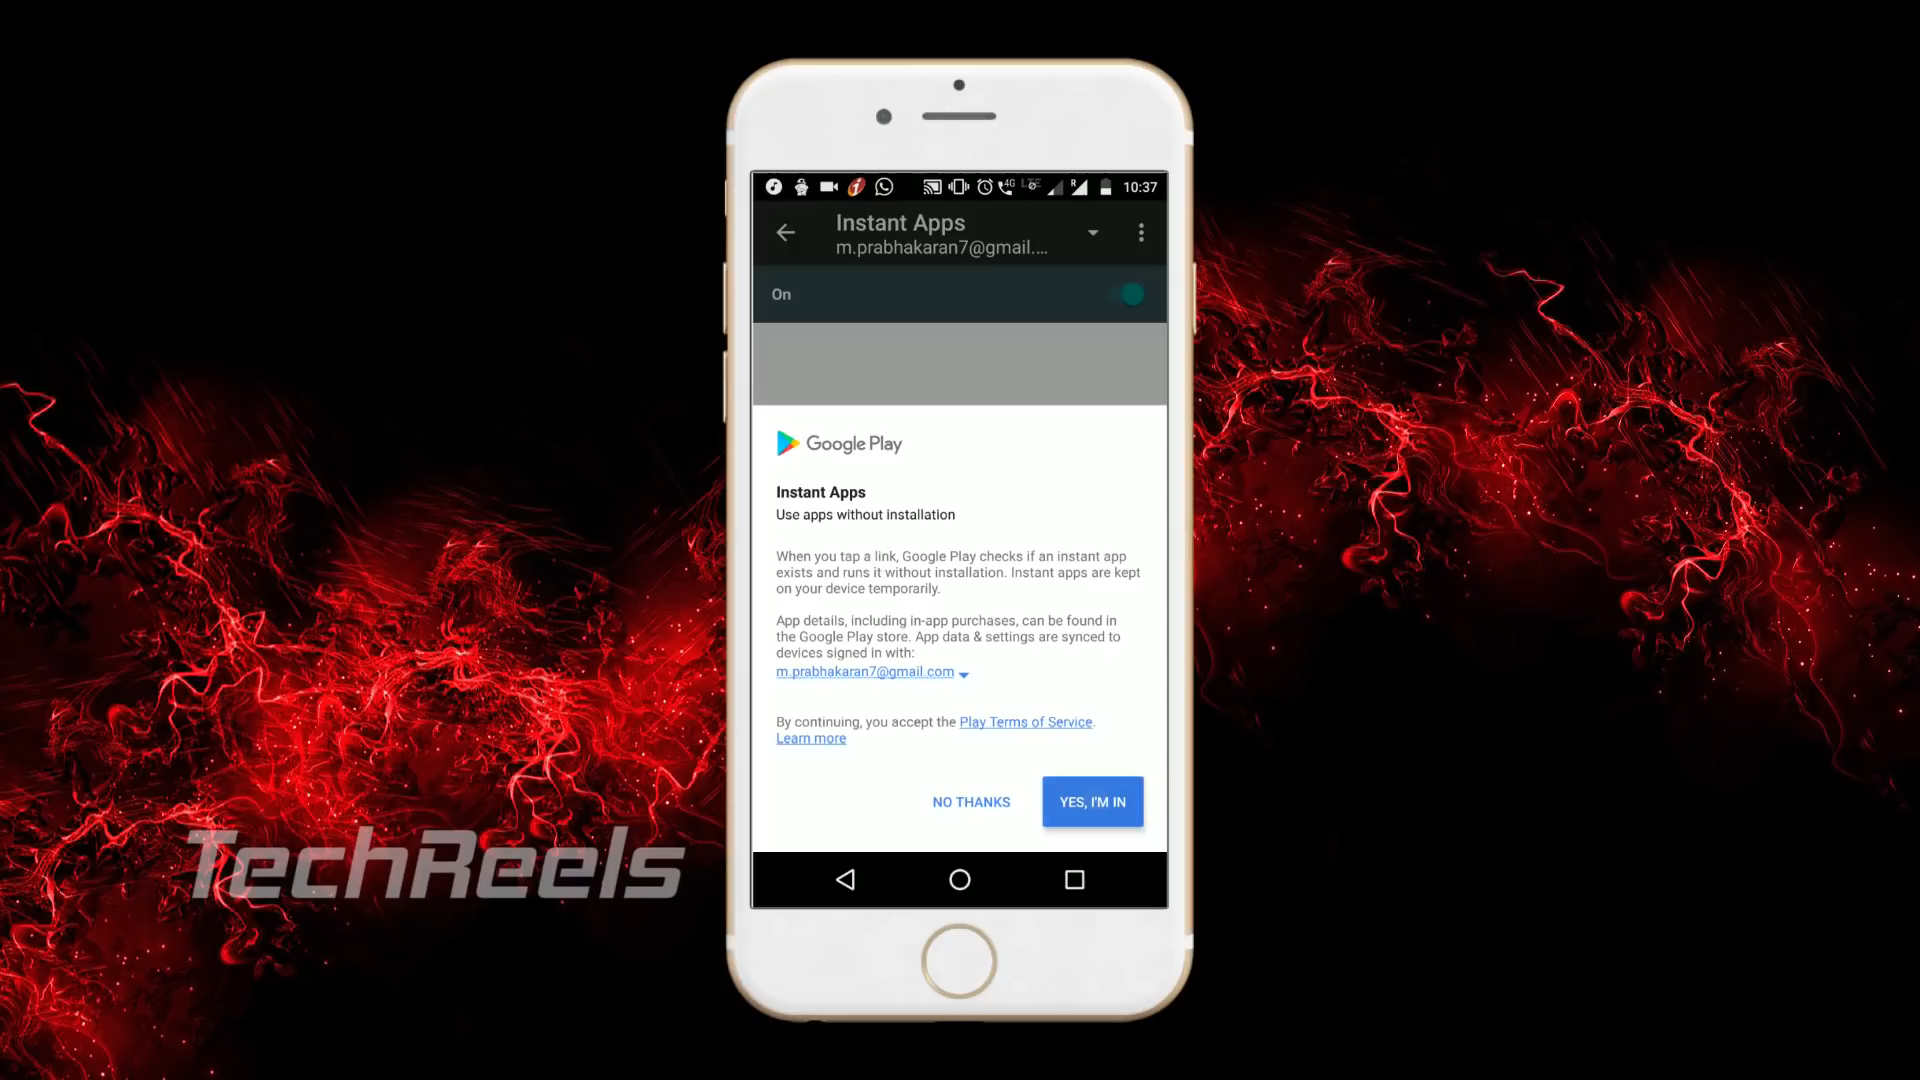 4G LTE R 10:37
Instant Apps
m.prabhakaran7@gmail....
On
Google Play
Instant Apps
Use apps without installation
When you tap a link, Google Play checks if an instant app
exists and runs it without installation. Instant apps are kept
on your device temporarily.
App details, including in-app purchases, can be found in
the Google Play store. App data & settings are synced to
devices signed in with:
m.prabhakaran7@gmail.com
By continuing, you accept the Play Terms of Service.
Learn more
NO THANKS YES, I'M IN
TechReels